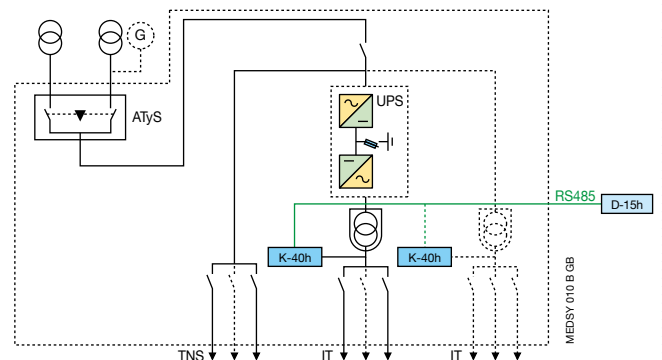 G
ATyS
UPS
RS485
D-15h
K-40h
K-40h
MEDSY 010 B GB
TNS
IT
IT